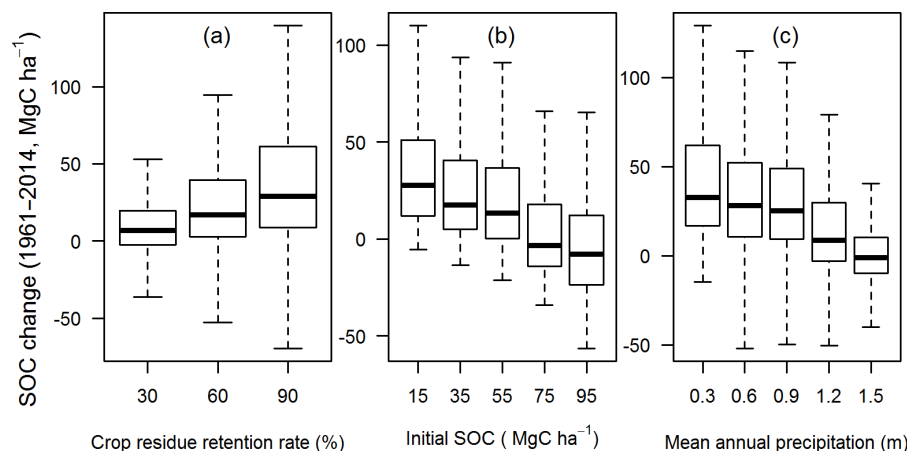 SOC change (1961−2014, MgC ha⁻¹)
(a)
100
50
0
-50
30 60 90
Crop residue retention rate (%)
(b)
100
50
0
-50
15 35 55 75 95
Initial SOC ( MgC ha⁻¹)
(c)
100
50
0
-50
0.3 0.6 0.9 1.2 1.5
Mean annual precipitation (m)